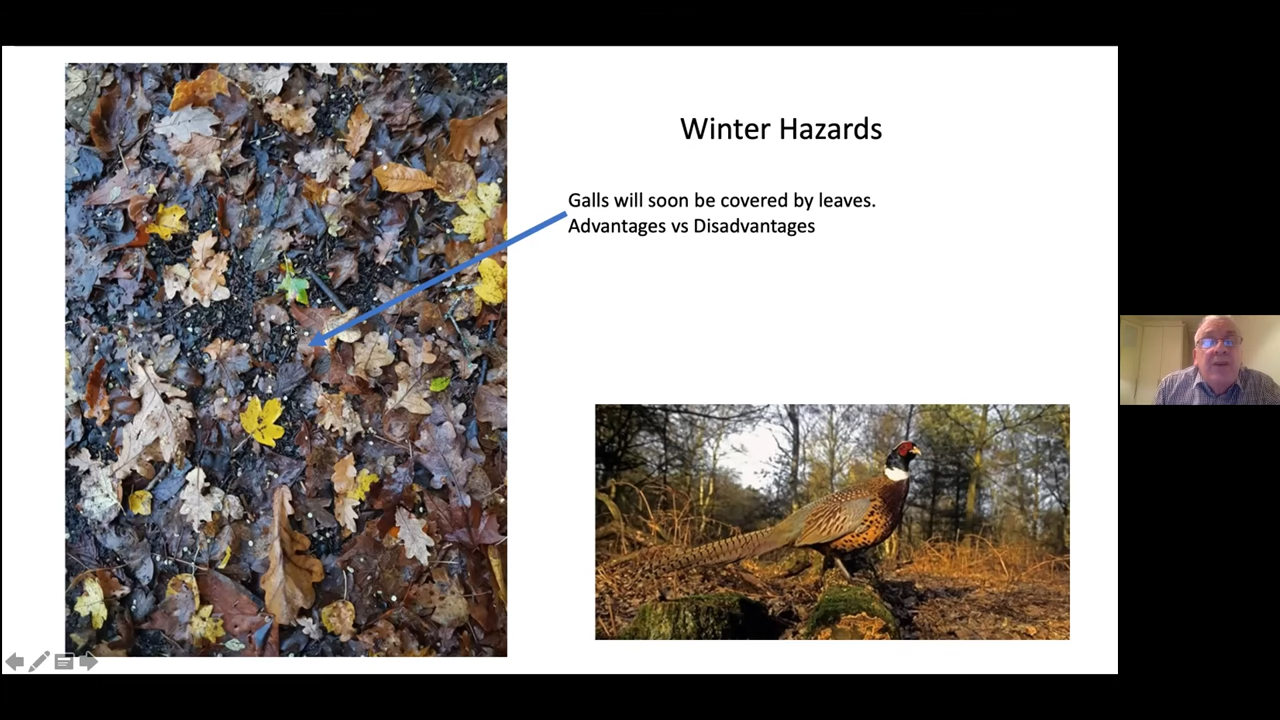 Winter Hazards
Galls will soon be covered by leaves.
Advantages vs Disadvantages